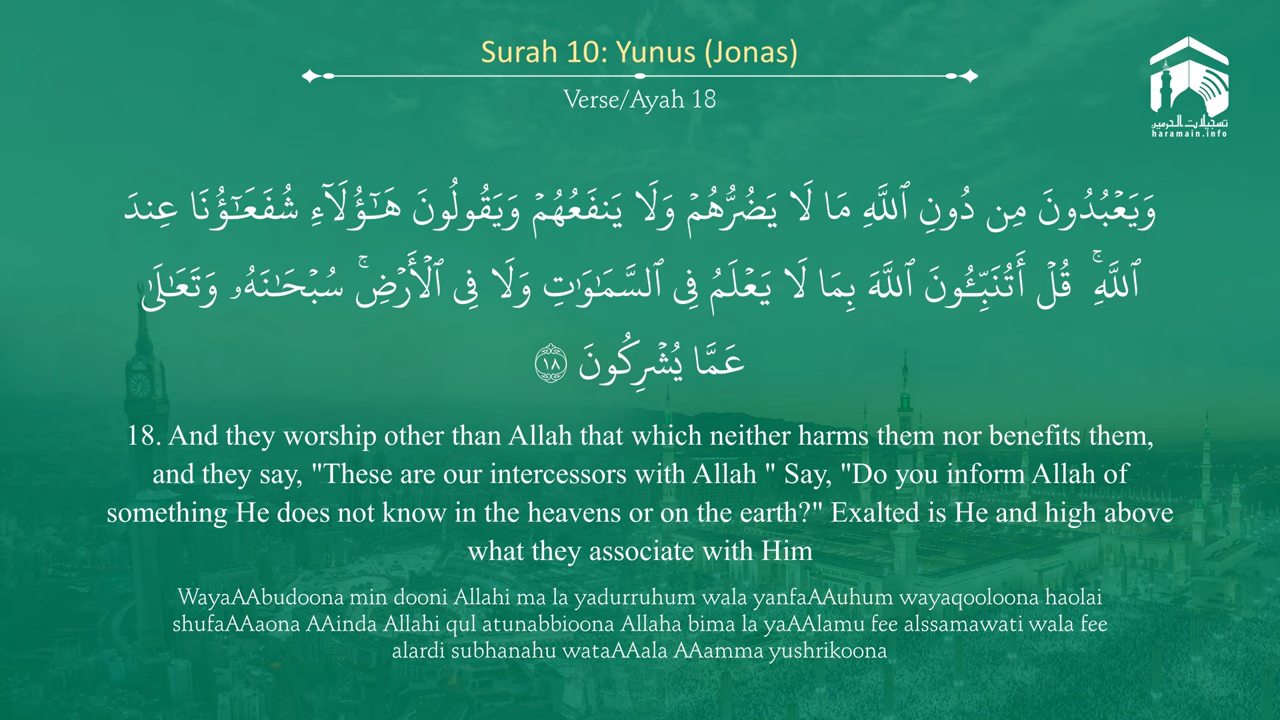 Surah 10: Yunus (Jonas)
Verse/Ayah 18
تسجيلات الحرمين
haramain.info
وَيَعْبُدُونَ مِن دُونِ ٱللَّهِ مَا لَا يَضُرُّهُمْ وَلَا يَنفَعُهُمْ وَيَقُولُونَ هَـٰٓؤُلَآءِ شُفَعَـٰٓؤُنَا عِندَ
ٱللَّهِ ۚ قُلْ أَتُنَبِّـُٔونَ ٱللَّهَ بِمَا لَا يَعْلَمُ فِى ٱلسَّمَـٰوَٰتِ وَلَا فِى ٱلْأَرْضِ ۚ سُبْحَـٰنَهُۥ وَتَعَـٰلَىٰ
عَمَّا يُشْرِكُونَ ١٨
18. And they worship other than Allah that which neither harms them nor benefits them,
and they say, "These are our intercessors with Allah " Say, "Do you inform Allah of
something He does not know in the heavens or on the earth?" Exalted is He and high above
what they associate with Him
WayaAAbudoona min dooni Allahi ma la yadurruhum wala yanfaAAuhum wayaqooloona haolai
shufaAAaona AAinda Allahi qul atunabbioona Allaha bima la yaAAlamu fee alssamawati wala fee
alardi subhanahu wataAAala AAamma yushrikoona